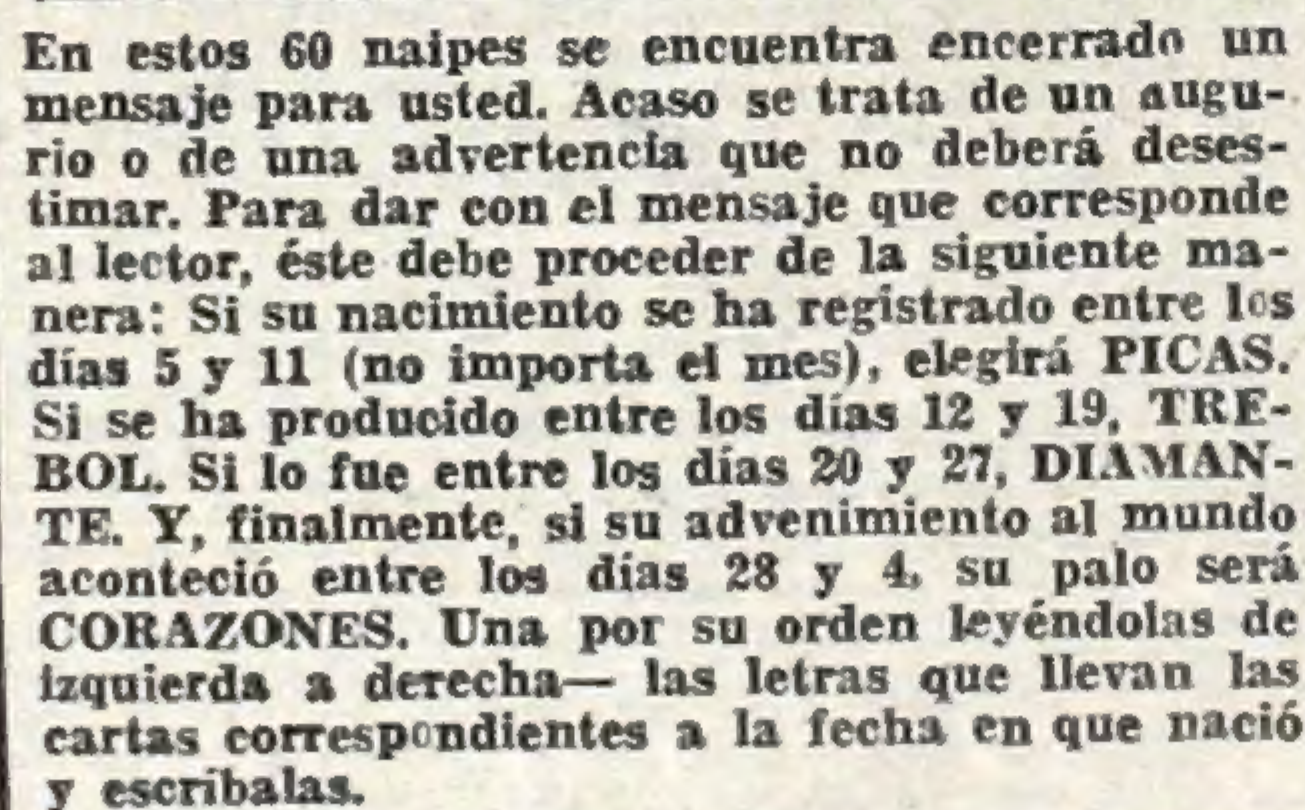 En estos 60 naipes se encuentra encerrado un
mensaje para usted. Acaso se trata de un augu-
rio o de una advertencia que no deberá deses-
timar. Para dar con el mensaje que corresponde
al lector, éste debe proceder de la siguiente ma-
nera: Si su nacimiento se ha registrado entre los
días 5 y 11 (no importa el mes), elegirá PICAS.
Si se ha producido entre los días 12 y 19, TRE-
BOL. Si lo fue entre los días 20 y 27, DIAMAN-
TE. Y, finalmente, si su advenimiento al mundo
aconteció entre los días 28 y 4, su palo será
CORAZONES. Una por su orden leyéndolas de
izquierda a derecha— las letras que llevan las
cartas correspondientes a la fecha en que nació
y escríbalas.